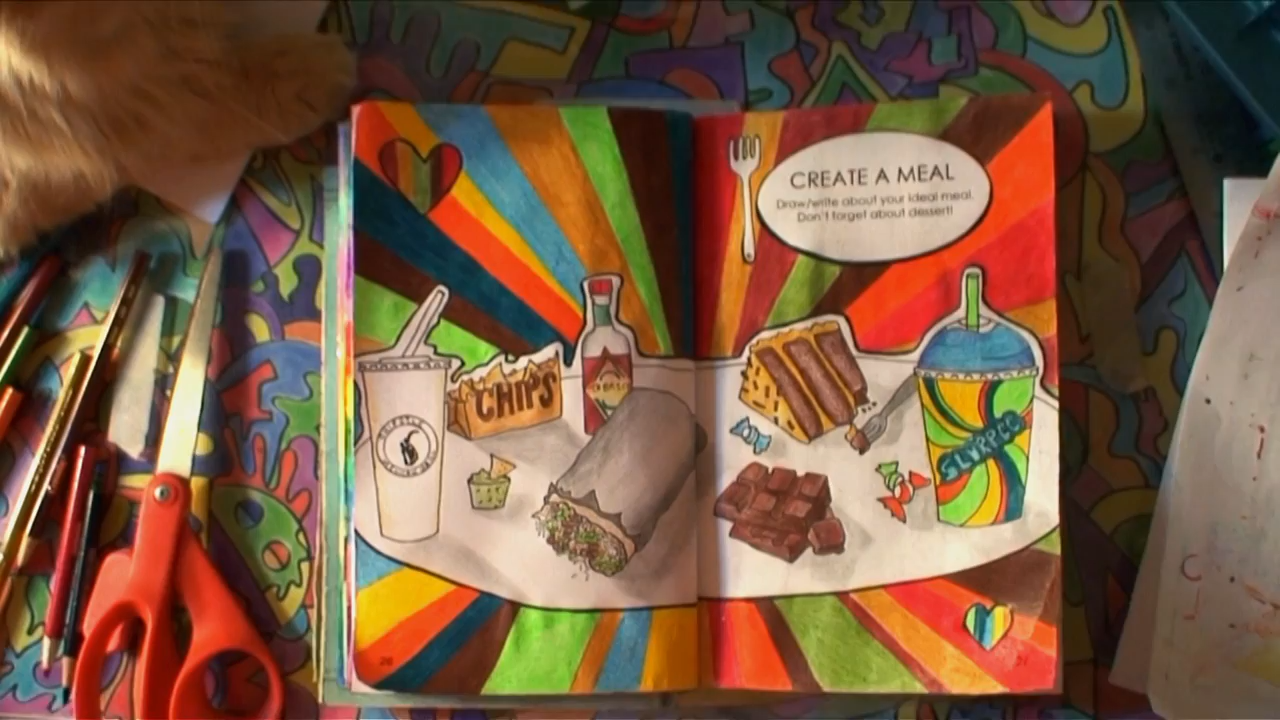 CREATE A MEAL
Draw/write about your ideal meal.
Don't forget about dessert!
CHIPS
SLURPEE